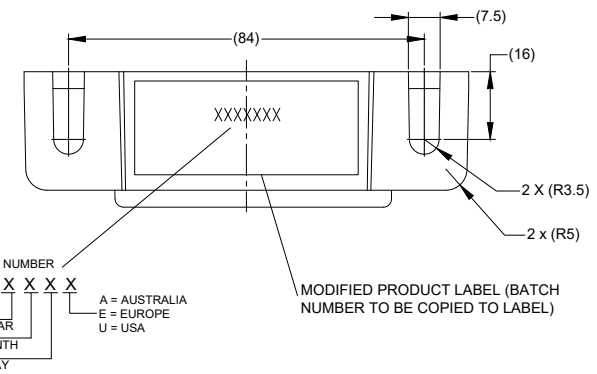 (7.5)
(84)
(16)
XXXXXXX
2 X (R3.5)
2 x (R5)
NUMBER
X X X X
A = AUSTRALIA
E = EUROPE
U = USA
AR
NTH
AY
MODIFIED PRODUCT LABEL (BATCH
NUMBER TO BE COPIED TO LABEL)